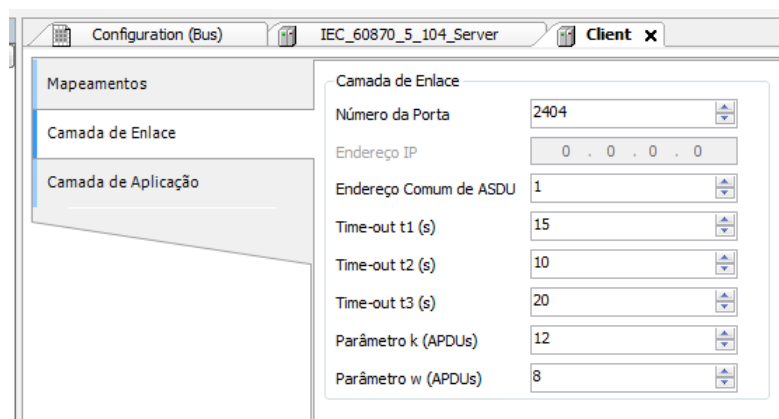 Configuration (Bus) IEC_60870_5_104_Server Client x
Mapeamentos
Camada de Enlace
Camada de Aplicação
Camada de Enlace
Número da Porta 2404
Endereço IP 0 . 0 . 0 . 0
Endereço Comum de ASDU 1
Time-out t1 (s) 15
Time-out t2 (s) 10
Time-out t3 (s) 20
Parâmetro k (APDUs) 12
Parâmetro w (APDUs) 8